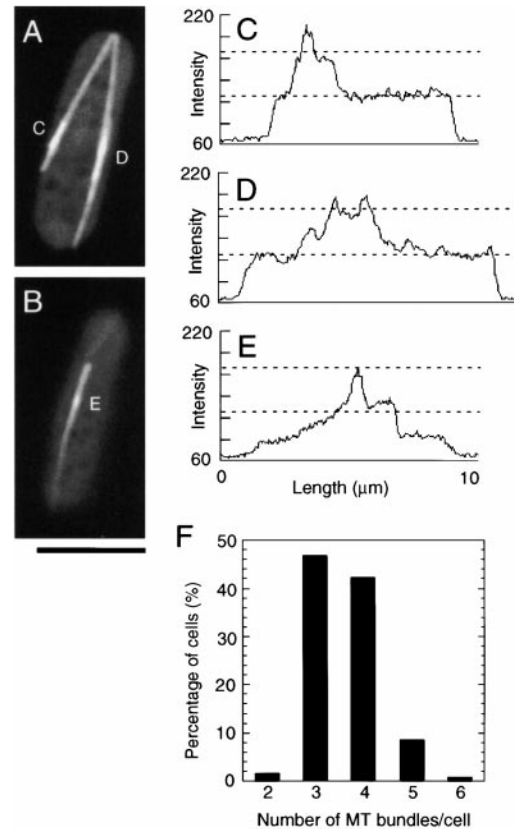 A
C
D
B
E
C
Intensity
220
60
D
Intensity
220
60
E
Intensity
220
60
0
10
Length (μm)
F
Percentage of cells (%)
50
40
30
20
10
0
2 3 4 5 6
Number of MT bundles/cell